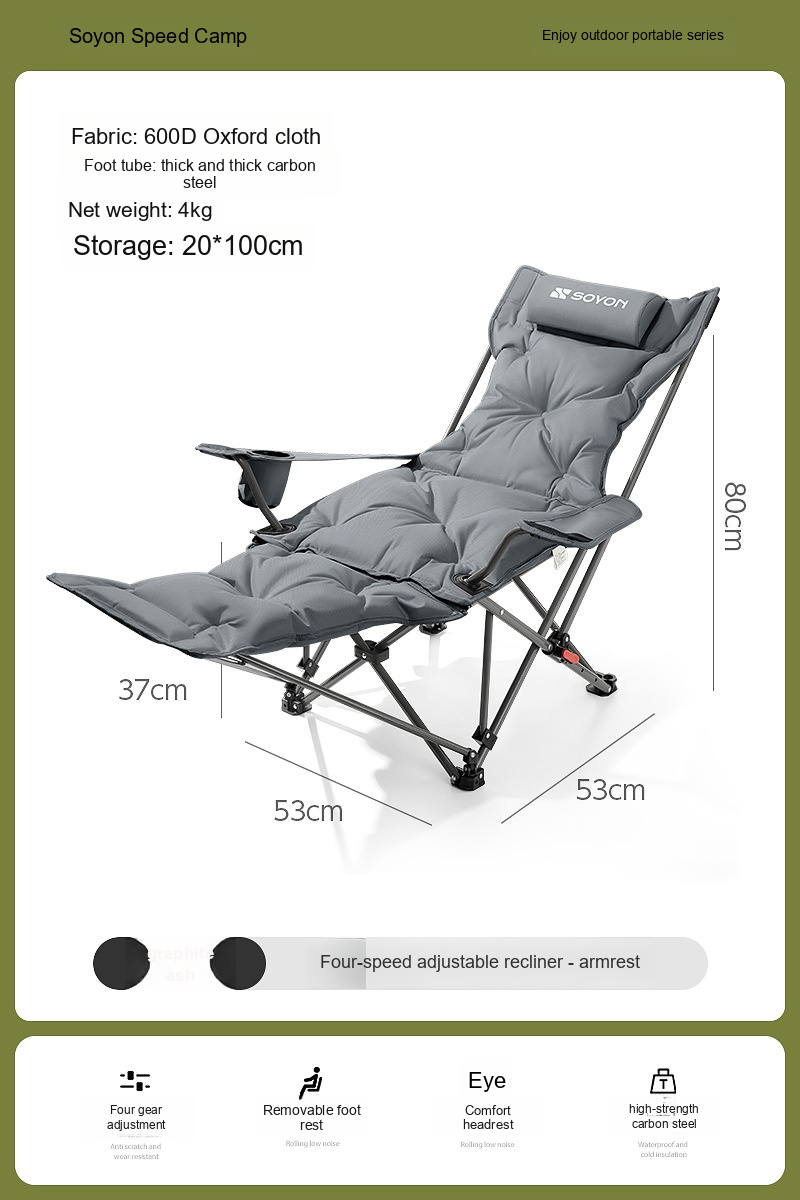 Soyon Speed Camp
Enjoy outdoor portable series
Fabric: 600D Oxford cloth
Foot tube: thick and thick carbon
steel
Net weight: 4kg
Storage: 20*100cm
SOYON
80cm
37cm
53cm
53cm
graphite
ash
Four-speed adjustable recliner - armrest
Four gear
adjustment
Anti scratch and
wear resistant
Removable foot
rest
Rolling low noise
Eye
Comfort
headrest
Rolling low noise
T
high-strength
carbon steel
Waterproof and
cold insulation